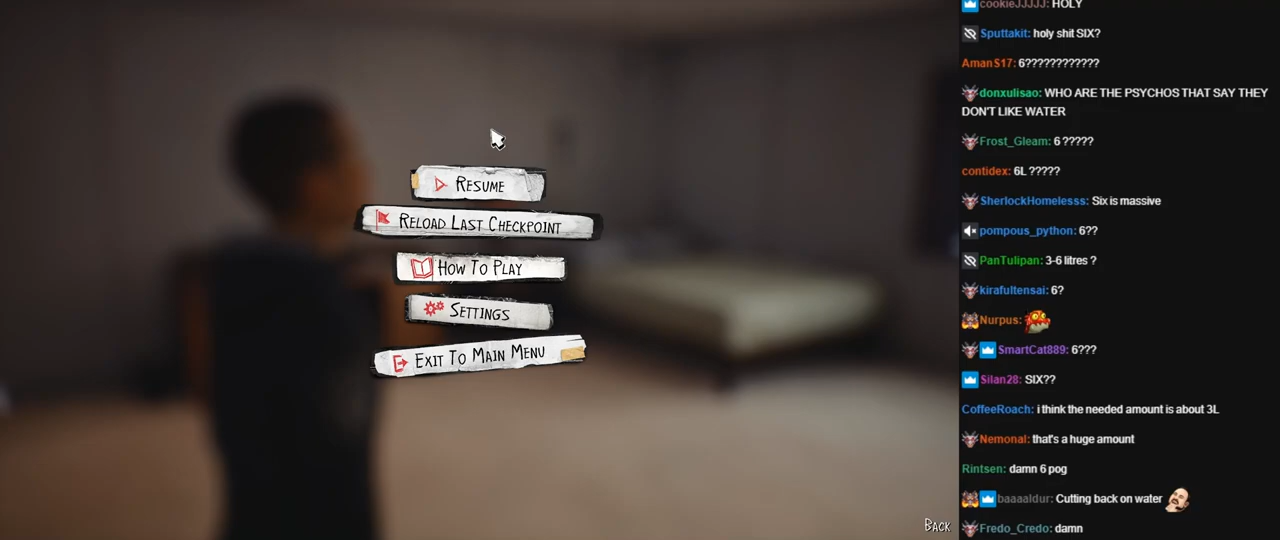 RESUME
RELOAD LAST CHECKPOINT
HOW TO PLAY
SETTINGS
EXIT TO MAIN MENU
BACK
cookieJJJJJ: HOLY
Sputtakit: holy shit SIX?
AmanS17: 6????????????
donxulisao: WHO ARE THE PSYCHOS THAT SAY THEY
DON'T LIKE WATER
Frost_Gleam: 6 ?????
contidex: 6L ?????
SherlockHomelesss: Six is massive
pompous_python: 6??
PanTulipan: 3-6 litres ?
kirafultensai: 6?
Nurpus:
SmartCat889: 6???
Silan28: SIX??
CoffeeRoach: i think the needed amount is about 3L
Nemonal: that's a huge amount
Rintsen: damn 6 pog
baaaaldur: Cutting back on water
Fredo_Credo: damn